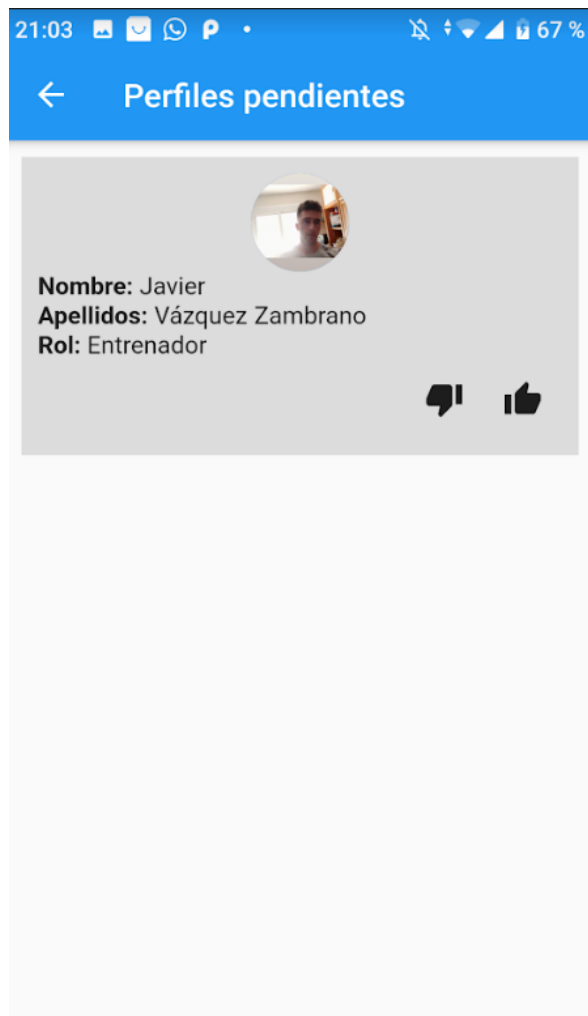 21:03 67 %
Perfiles pendientes
Nombre: Javier
Apellidos: Vázquez Zambrano
Rol: Entrenador